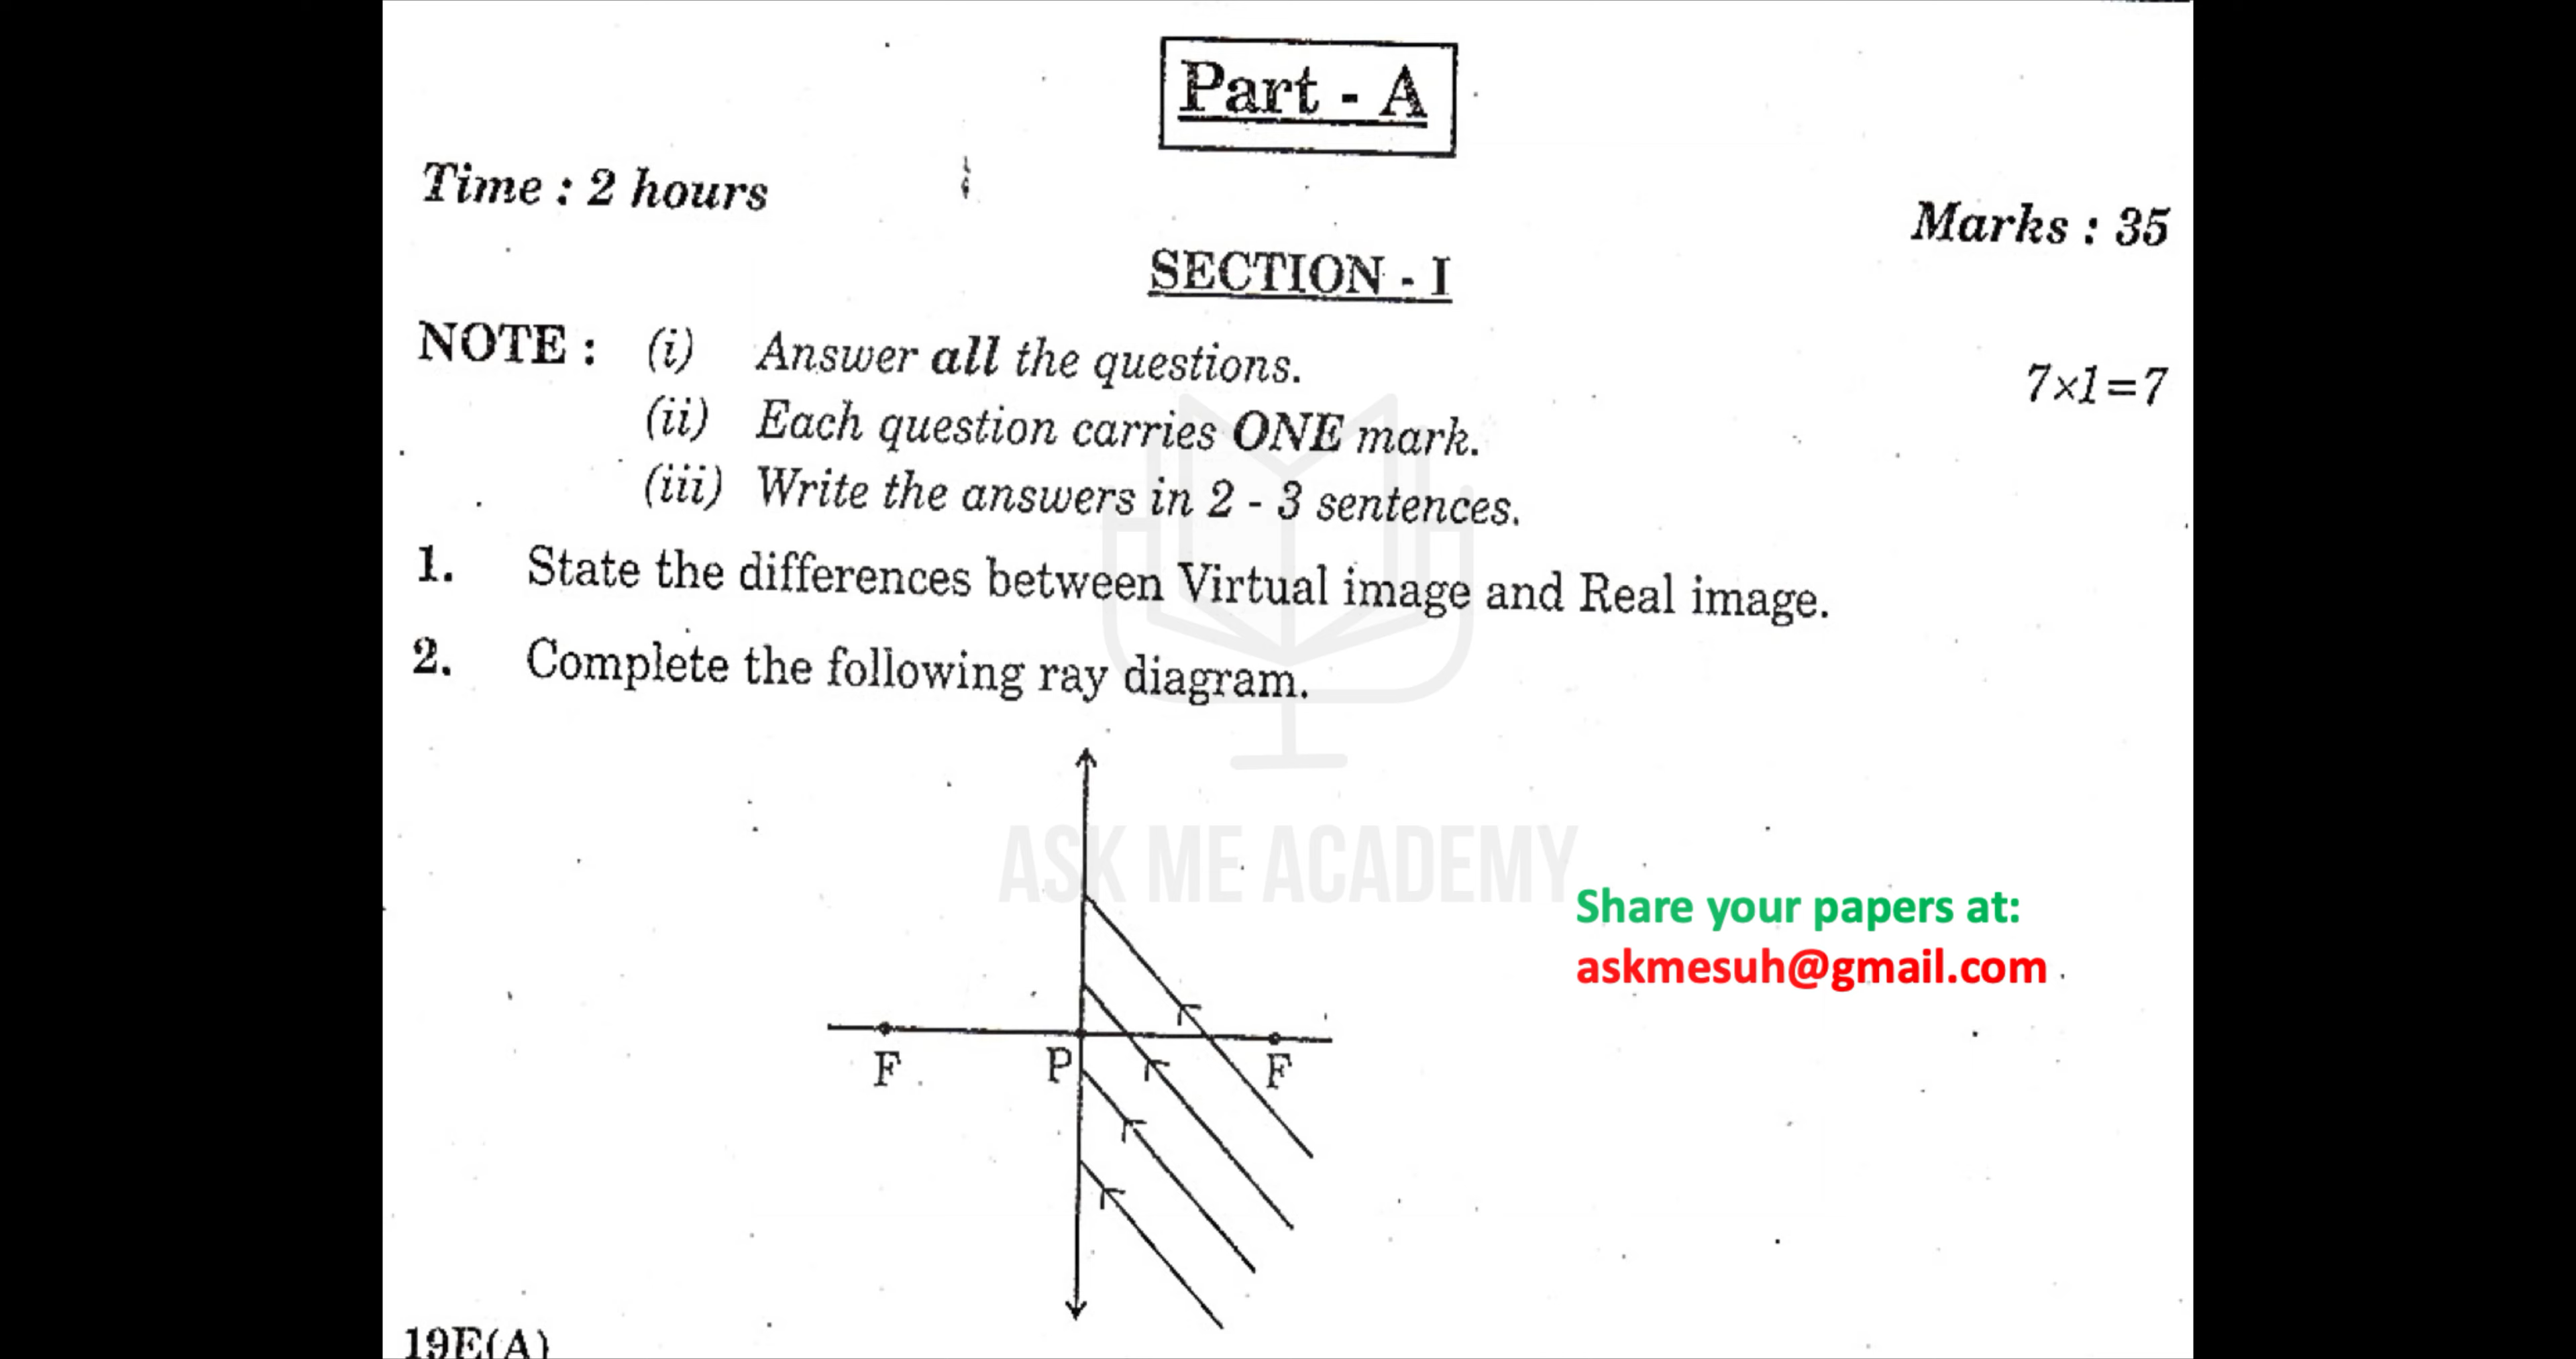 Part - A
Time : 2 hours
Marks : 35
SECTION - I
NOTE : (i) Answer all the questions. 7×1=7
(ii) Each question carries ONE mark.
(iii) Write the answers in 2 - 3 sentences.
1. State the differences between Virtual image and Real image.
2. Complete the following ray diagram.
ASK ME ACADEMY
Share your papers at:
askmesuh@gmail.com
F P F
19E(A)